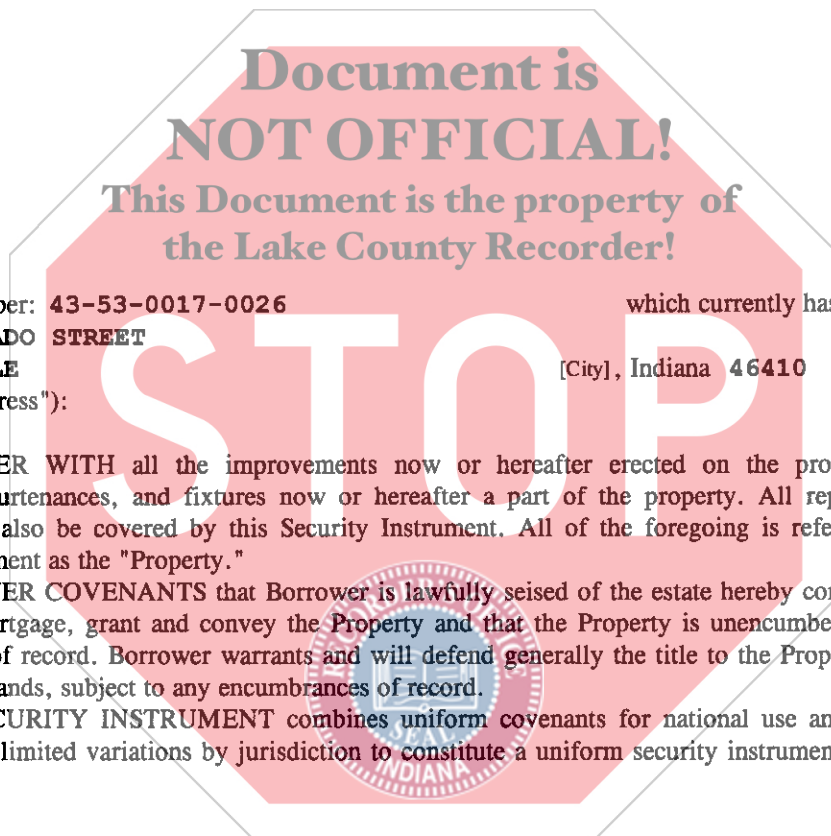 Document is
NOT OFFICIAL!
This Document is the property of
the Lake County Recorder!
ber: 43-53-0017-0026 which currently has
ADO STREET
LE [City], Indiana 46410
ress"):
STOP
ER WITH all the improvements now or hereafter erected on the pro
urtenances, and fixtures now or hereafter a part of the property. All rep
also be covered by this Security Instrument. All of the foregoing is refe
ment as the "Property."
ER COVENANTS that Borrower is lawfully seised of the estate hereby con
rtgage, grant and convey the Property and that the Property is unencumbe
f record. Borrower warrants and will defend generally the title to the Prop
ands, subject to any encumbrances of record.
CURITY INSTRUMENT combines uniform covenants for national use an
limited variations by jurisdiction to constitute a uniform security instrumen
SEAL
INDIANA